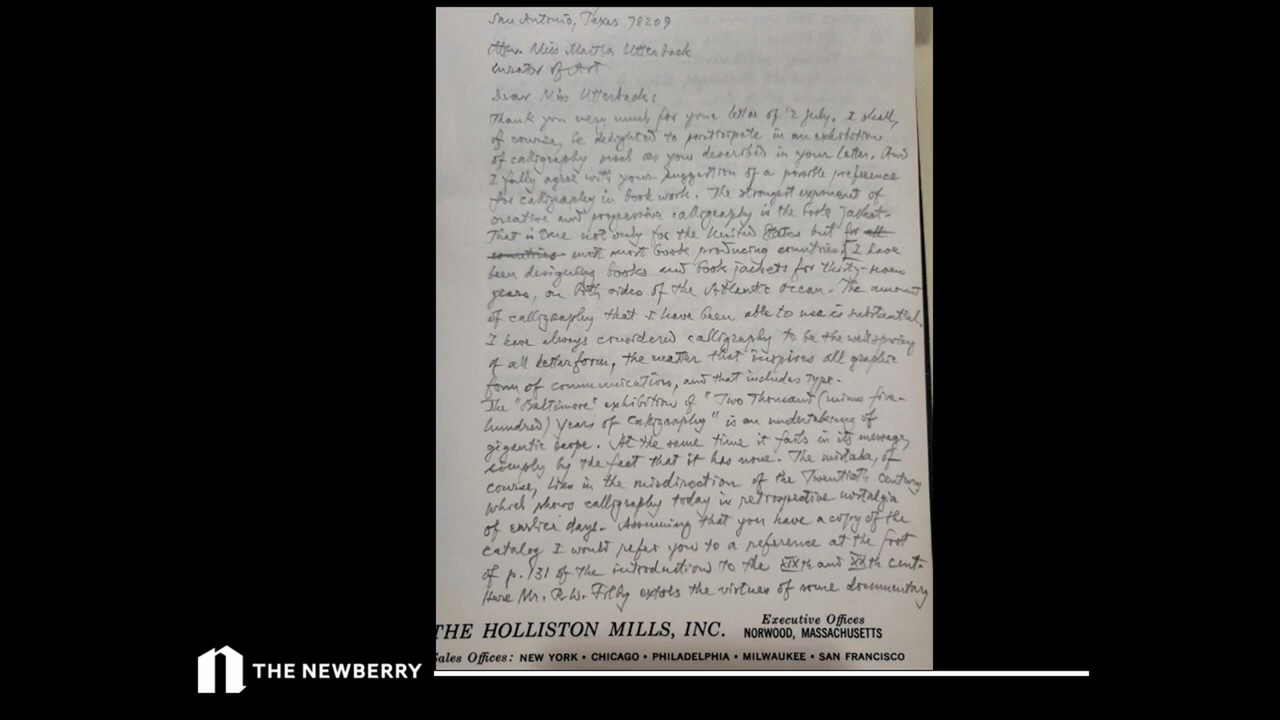 San Antonio, Texas 78209
Attn. Miss Martha Utterback
Curator of Art
Dear Miss Utterback:
Thank you very much for your letter of 2 July. I shall,
of course, be delighted to participate in an exhibition
of calligraphy such as you described in your letter. And
I fully agree with your suggestion of a possible preference
for calligraphy in book work. The strongest exponent of
creative and progressive calligraphy is the book jacket.
That is true not only for the United States but for all
countries most book producing countries. I have
been designing books and book jackets for thirty-seven
years, on both sides of the Atlantic Ocean. The amount
of calligraphy that I have been able to use is substantial.
I have always considered calligraphy to be the wellspring
of all letterform, the matter that inspires all graphic
form of communication, and that includes type.
The "Baltimore" exhibition of "Two Thousand (minus five-
hundred) Years of Calligraphy" is an undertaking of
gigantic scope. At the same time it fails in its message,
simply by the fact that it has none. The mistake, of
course, lies in the misdirection of the Twentieth Century
which shows calligraphy today in retrospective nostalgia
of earlier days. Assuming that you have a copy of the
catalog I would refer you to a reference at the foot
of p. 131 of the introduction to the XIXth and XXth cent.
Here Mr. P.W. Filby extols the virtues of some documentary
THE HOLLISTON MILLS, INC.
Executive Offices
NORWOOD, MASSACHUSETTS
Sales Offices: NEW YORK • CHICAGO • PHILADELPHIA • MILWAUKEE • SAN FRANCISCO
THE NEWBERRY